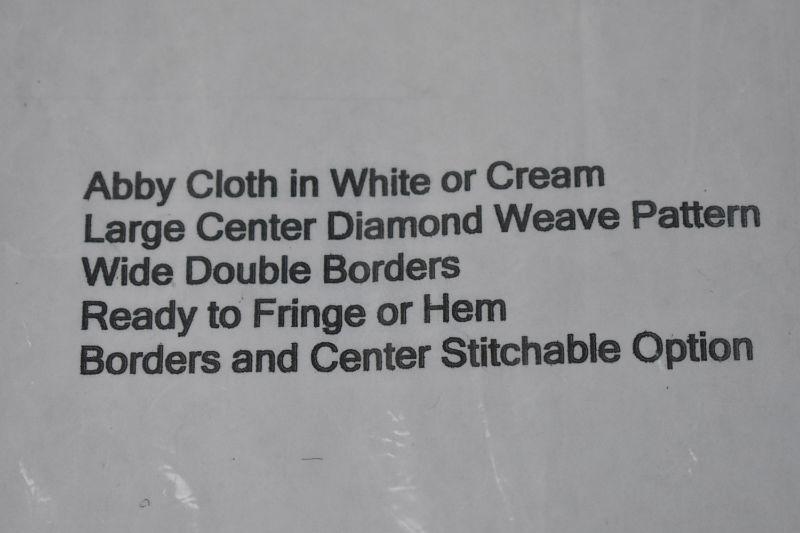 Abby Cloth in White or Cream
Large Center Diamond Weave Pattern
Wide Double Borders
Ready to Fringe or Hem
Borders and Center Stitchable Option